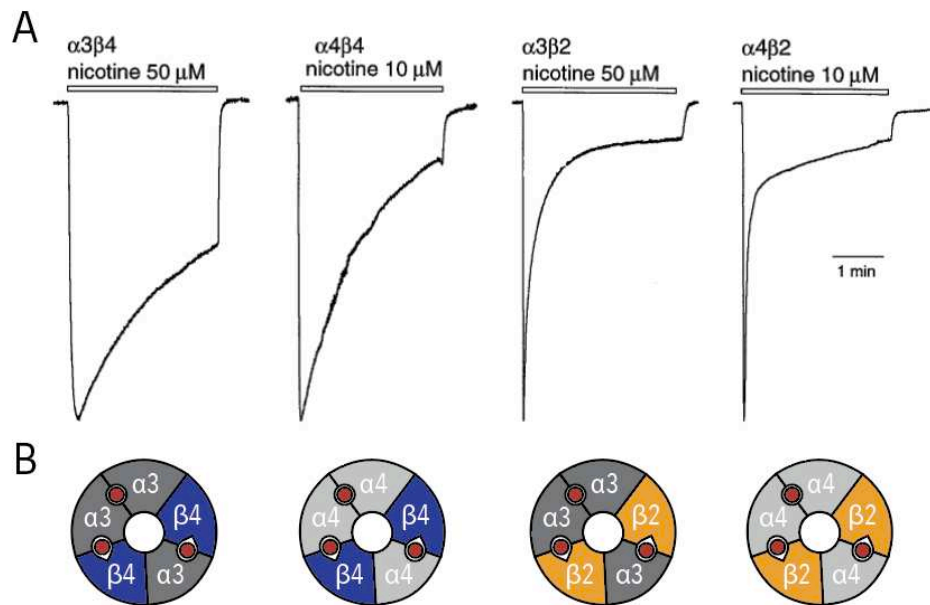 A
α3β4
nicotine 50 μM
α4β4
nicotine 10 μM
α3β2
nicotine 50 μM
α4β2
nicotine 10 μM
1 min
B
α3
α3
β4
β4
α3
α4
α4
β4
β4
α4
α3
α3
β2
β2
α3
α4
α4
β2
β2
α4